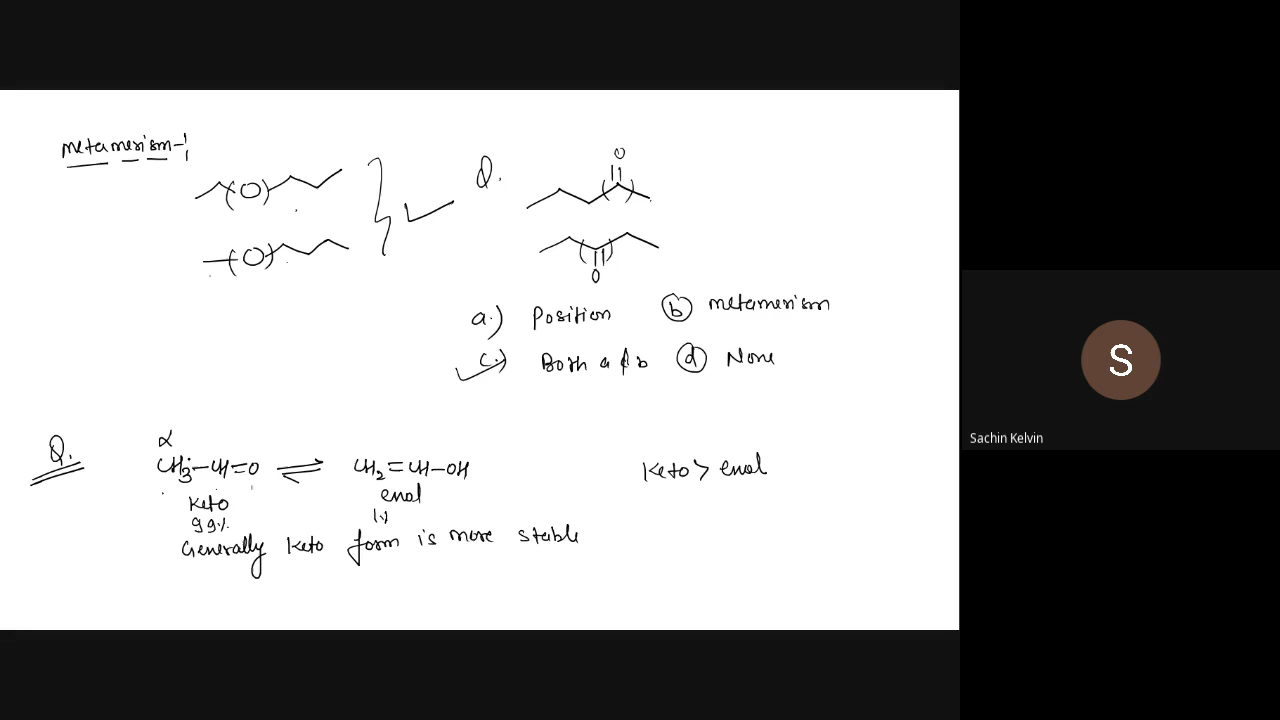 metamerism-!
(O)
(O)
Q.
O
O
a.) Position (b) metamerism
c.) Both a & b (d) None
Q.
α
CH3-CH=O ⇌ CH2=CH-OH Keto > enol
Keto enol
99% 1%
Generally Keto form is more stable
S
Sachin Kelvin